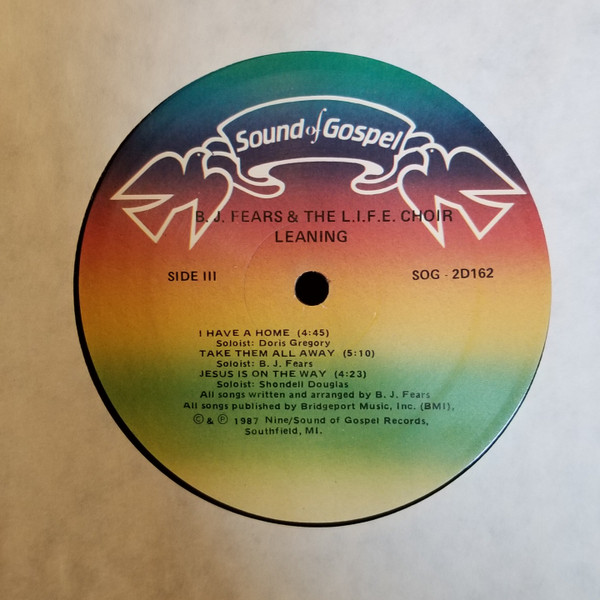 Sound of Gospel
B. J. FEARS & THE L.I.F.E. CHOIR
LEANING
SIDE III
SOG - 2D162
I HAVE A HOME (4:45)
Soloist: Doris Gregory
TAKE THEM ALL AWAY (5:10)
Soloist: B. J. Fears
JESUS IS ON THE WAY (4:23)
Soloist: Shondell Douglas
All songs written and arranged by B. J. Fears
All songs published by Bridgeport Music, Inc. (BMI),
© & ℗ 1987 Nine/Sound of Gospel Records,
Southfield, MI.